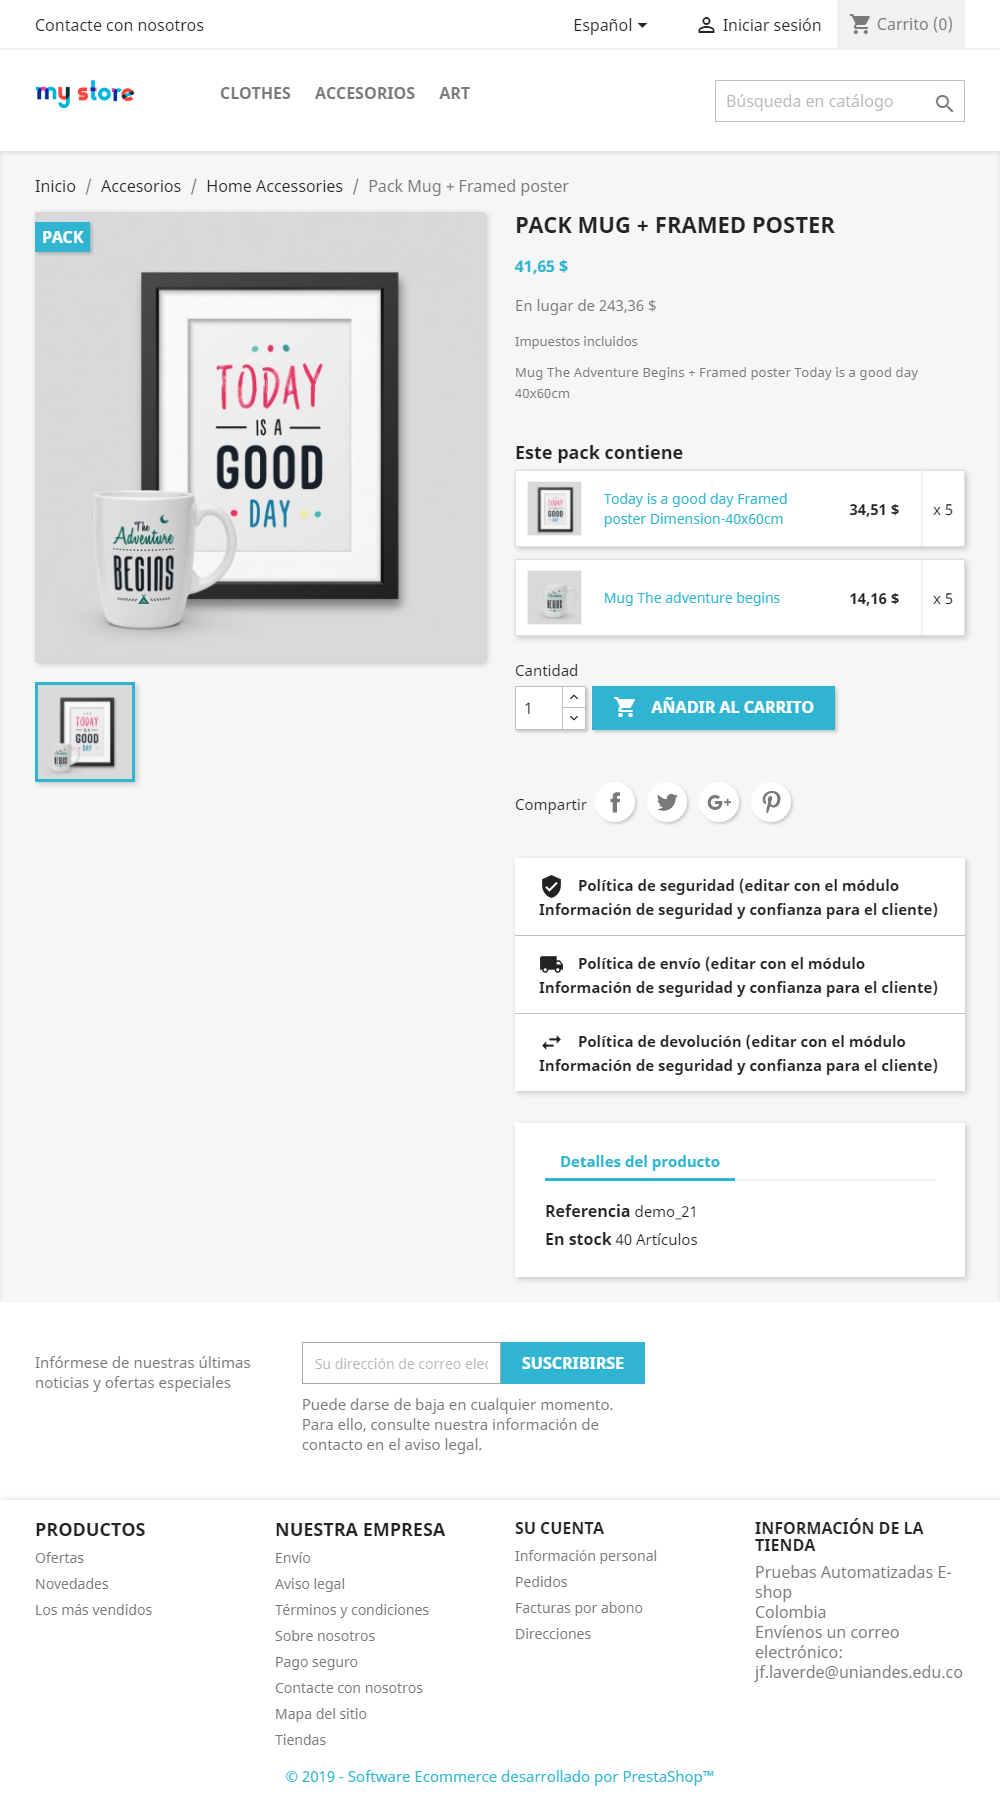 Contacte con nosotros
Español
Iniciar sesión
Carrito (0)
my store
CLOTHES
ACCESORIOS
ART
Búsqueda en catálogo
Inicio / Accesorios / Home Accessories / Pack Mug + Framed poster
PACK
TODAY
IS A
GOOD
DAY
The
Adventure
BEGINS
PACK MUG + FRAMED POSTER
41,65 $
En lugar de 243,36 $
Impuestos incluidos
Mug The Adventure Begins + Framed poster Today is a good day
40x60cm
Este pack contiene
Today is a good day Framed
poster Dimension-40x60cm
34,51 $
x 5
Mug The adventure begins
14,16 $
x 5
Cantidad
1
AÑADIR AL CARRITO
Compartir
Política de seguridad (editar con el módulo
Información de seguridad y confianza para el cliente)
Política de envío (editar con el módulo
Información de seguridad y confianza para el cliente)
Política de devolución (editar con el módulo
Información de seguridad y confianza para el cliente)
Detalles del producto
Referencia demo_21
En stock 40 Artículos
Infórmese de nuestras últimas
noticias y ofertas especiales
Su dirección de correo elec
SUSCRIBIRSE
Puede darse de baja en cualquier momento.
Para ello, consulte nuestra información de
contacto en el aviso legal.
PRODUCTOS
Ofertas
Novedades
Los más vendidos
NUESTRA EMPRESA
Envío
Aviso legal
Términos y condiciones
Sobre nosotros
Pago seguro
Contacte con nosotros
Mapa del sitio
Tiendas
SU CUENTA
Información personal
Pedidos
Facturas por abono
Direcciones
INFORMACIÓN DE LA
TIENDA
Pruebas Automatizadas E-
shop
Colombia
Envíenos un correo
electrónico:
jf.laverde@uniandes.edu.co
© 2019 - Software Ecommerce desarrollado por PrestaShop™